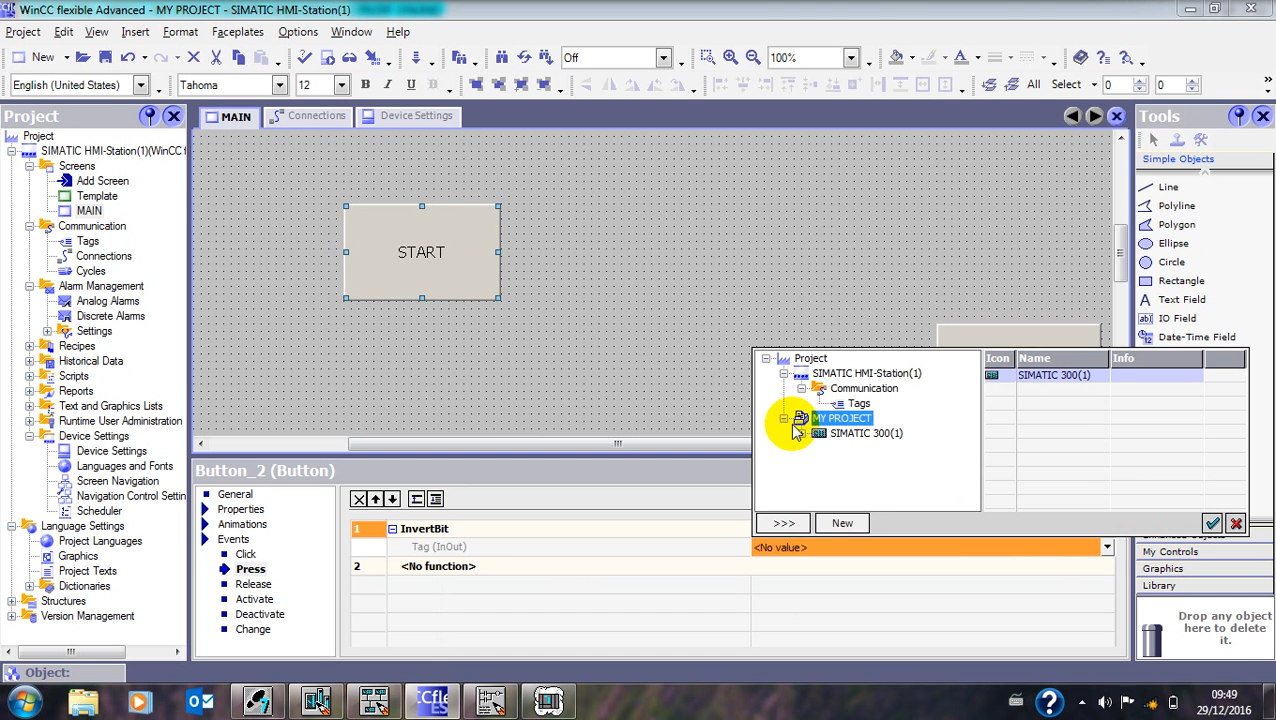 WinCC flexible Advanced - MY PROJECT - SIMATIC HMI-Station(1)
Project Edit View Insert Format Faceplates Options Window Help
New Off 100%
English (United States) Tahoma 12 B I U All Select 0 0
Project
Project
SIMATIC HMI-Station(1)(WinCC f
Screens
Add Screen
Template
MAIN
Communication
Tags
Connections
Cycles
Alarm Management
Analog Alarms
Discrete Alarms
Settings
Recipes
Historical Data
Scripts
Reports
Text and Graphics Lists
Runtime User Administration
Device Settings
Device Settings
Languages and Fonts
Screen Navigation
Navigation Control Settin
Scheduler
Language Settings
Project Languages
Graphics
Project Texts
Dictionaries
Structures
Version Management
MAIN Connections Device Settings
START
Button_2 (Button)
General
Properties
Animations
Events
Click
Press
Release
Activate
Deactivate
Change
1 InvertBit
Tag (InOut) <No value>
2 <No function>
Project
SIMATIC HMI-Station(1)
Communication
Tags
MY PROJECT
SIMATIC 300(1)
>>> New
Icon Name Info
SIMATIC 300(1)
Tools
Simple Objects
Line
Polyline
Polygon
Ellipse
Circle
Rectangle
Text Field
IO Field
Date-Time Field
My Controls
Graphics
Library
Drop any object
here to delete
it.
Object:
09:49
29/12/2016